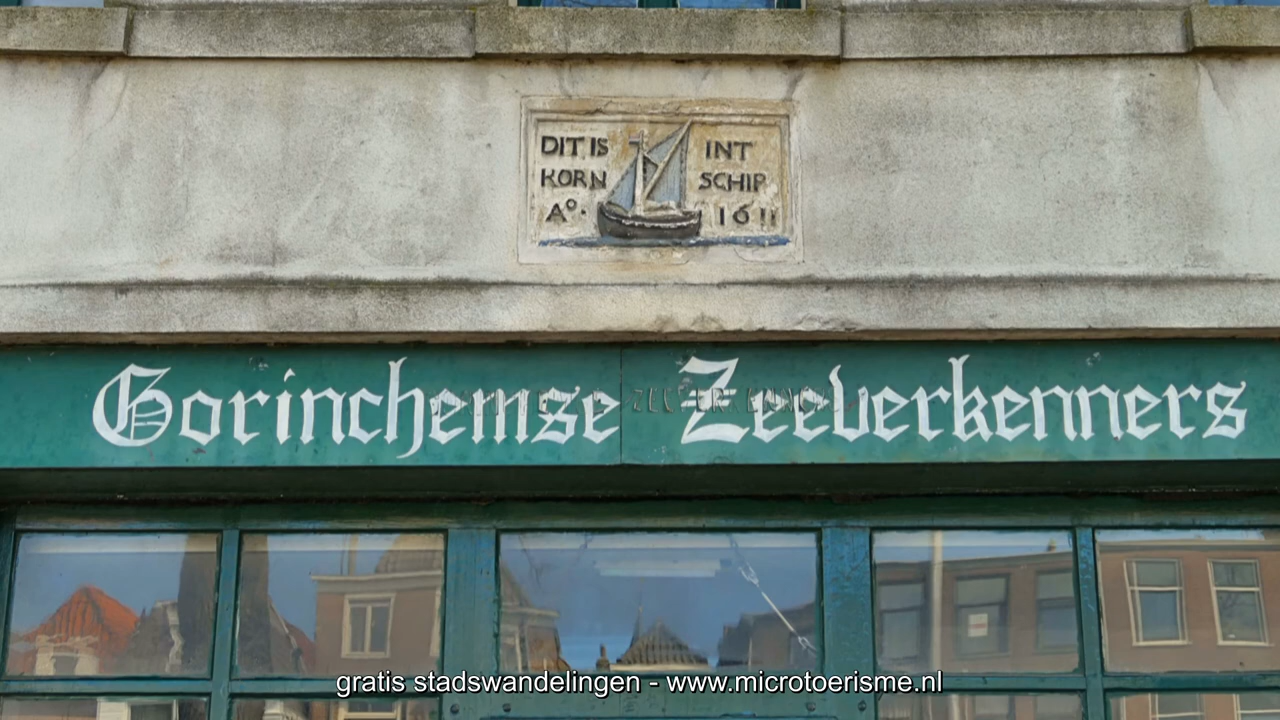 DIT IS INT
KORN SCHIP
A° 1611
Gorinchemse Zeeverkenners
gratis stadswandelingen - www.microtoerisme.nl